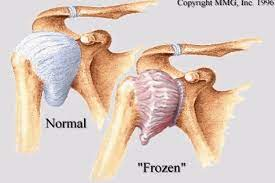 Copyright MMG, Inc. 1996
Normal
"Frozen"